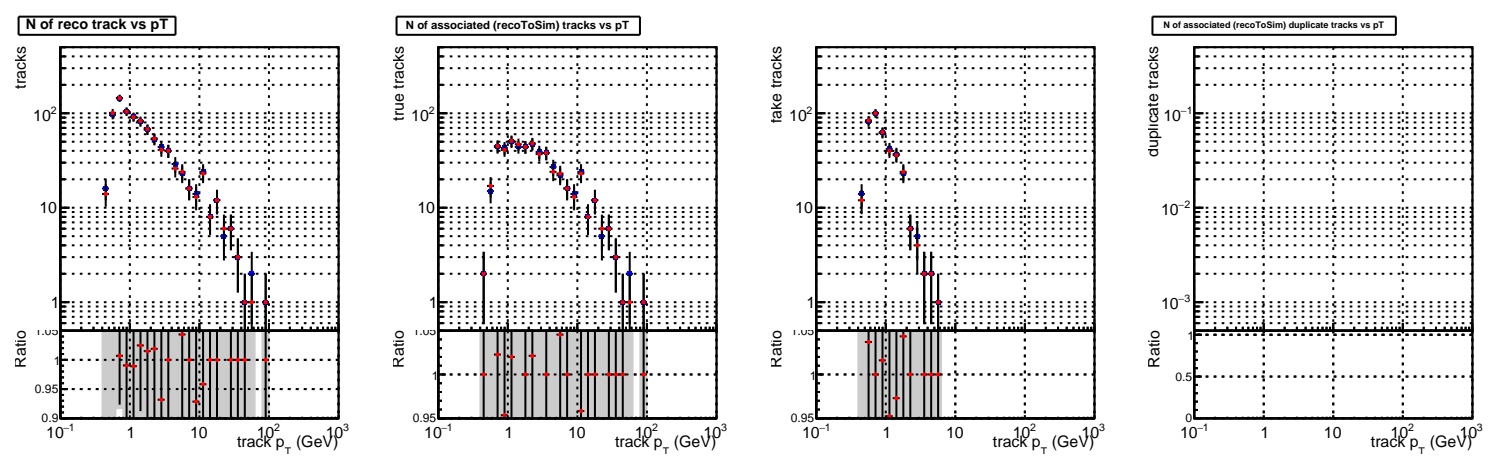 N of reco track vs pT
tracks
10²
10
1
Ratio
1.05
1
0.95
0.9
10⁻¹ 1 10 10² 10³
track p_T (GeV)
N of associated (recoToSim) tracks vs pT
true tracks
10²
10
1
Ratio
1.05
1
0.95
10⁻¹ 1 10 10² 10³
track p_T (GeV)
fake tracks
10²
10
1
Ratio
1.05
1
0.95
10⁻¹ 1 10 10² 10³
track p_T (GeV)
N of associated (recoToSim) duplicate tracks vs pT
duplicate tracks
10⁻¹
10⁻²
10⁻³
Ratio
1
0.5
0
10⁻¹ 1 10 10² 10³
track p_T (GeV)